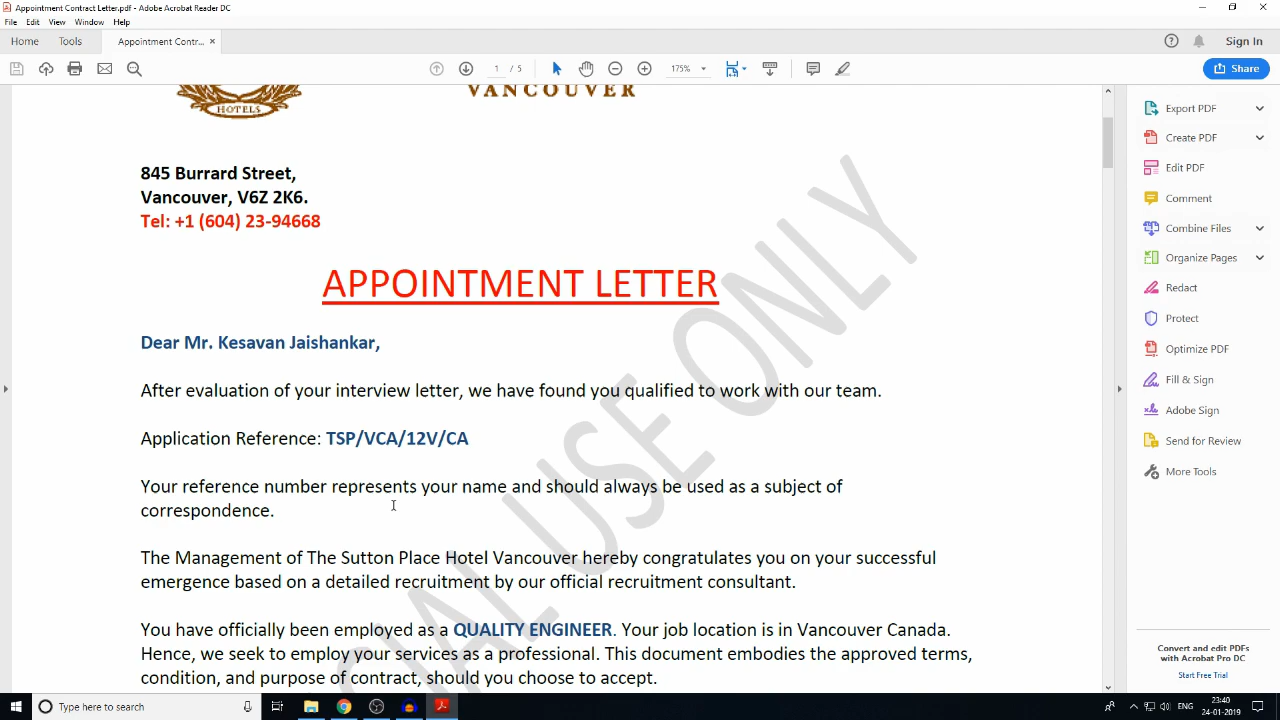 Appointment Contract Letter.pdf - Adobe Acrobat Reader DC
File Edit View Window Help
Home Tools Appointment Contr... Sign In
1 / 5 175% Share
HOTELS
VANCOUVER
845 Burrard Street,
Vancouver, V6Z 2K6.
Tel: +1 (604) 23-94668
APPOINTMENT LETTER
Dear Mr. Kesavan Jaishankar,
After evaluation of your interview letter, we have found you qualified to work with our team.
Application Reference: TSP/VCA/12V/CA
Your reference number represents your name and should always be used as a subject of
correspondence.
The Management of The Sutton Place Hotel Vancouver hereby congratulates you on your successful
emergence based on a detailed recruitment by our official recruitment consultant.
You have officially been employed as a QUALITY ENGINEER. Your job location is in Vancouver Canada.
Hence, we seek to employ your services as a professional. This document embodies the approved terms,
condition, and purpose of contract, should you choose to accept.
CIAL USE ONLY
Export PDF
Create PDF
Edit PDF
Comment
Combine Files
Organize Pages
Redact
Protect
Optimize PDF
Fill & Sign
Adobe Sign
Send for Review
More Tools
Convert and edit PDFs
with Acrobat Pro DC
Start Free Trial
Type here to search
ENG
23:40
24-01-2019